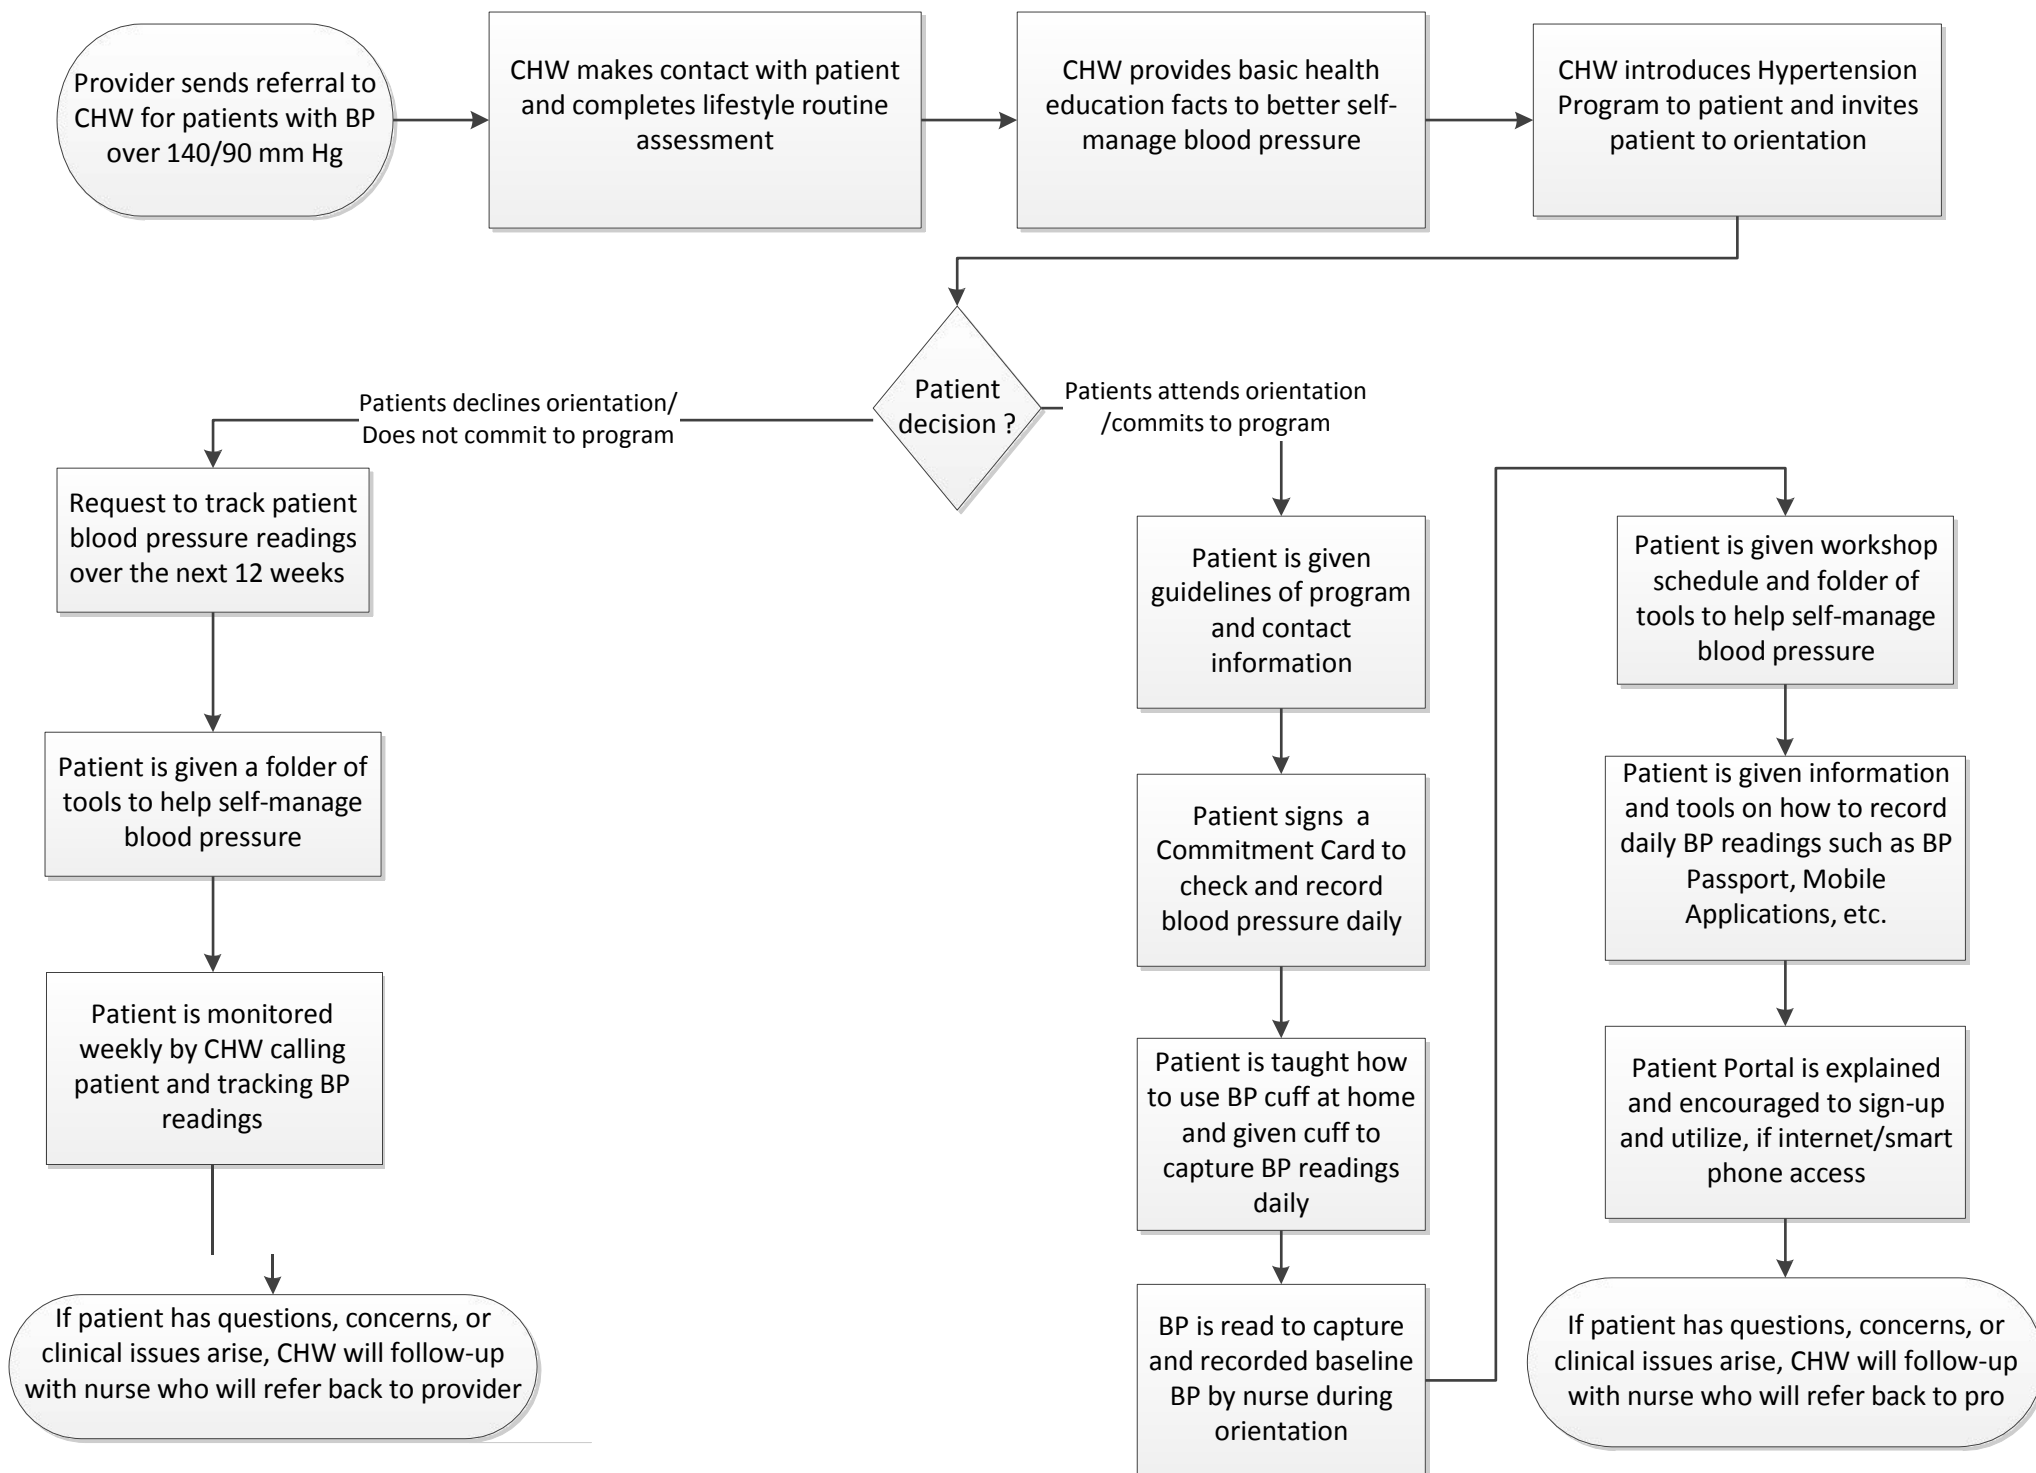 Provider sends referral to
CHW for patients with BP
over 140/90 mm Hg
CHW makes contact with patient
and completes lifestyle routine
assessment
CHW provides basic health
education facts to better self-
manage blood pressure
CHW introduces Hypertension
Program to patient and invites
patient to orientation
Patient
decision ?
Patients declines orientation/
Does not commit to program
Patients attends orientation
/commits to program
Request to track patient
blood pressure readings
over the next 12 weeks
Patient is given a folder of
tools to help self-manage
blood pressure
Patient is monitored
weekly by CHW calling
patient and tracking BP
readings
If patient has questions, concerns, or
clinical issues arise, CHW will follow-up
with nurse who will refer back to provider
Patient is given
guidelines of program
and contact
information
Patient signs a
Commitment Card to
check and record
blood pressure daily
Patient is taught how
to use BP cuff at home
and given cuff to
capture BP readings
daily
BP is read to capture
and recorded baseline
BP by nurse during
orientation
Patient is given workshop
schedule and folder of
tools to help self-manage
blood pressure
Patient is given information
and tools on how to record
daily BP readings such as BP
Passport, Mobile
Applications, etc.
Patient Portal is explained
and encouraged to sign-up
and utilize, if internet/smart
phone access
If patient has questions, concerns, or
clinical issues arise, CHW will follow-up
with nurse who will refer back to pro